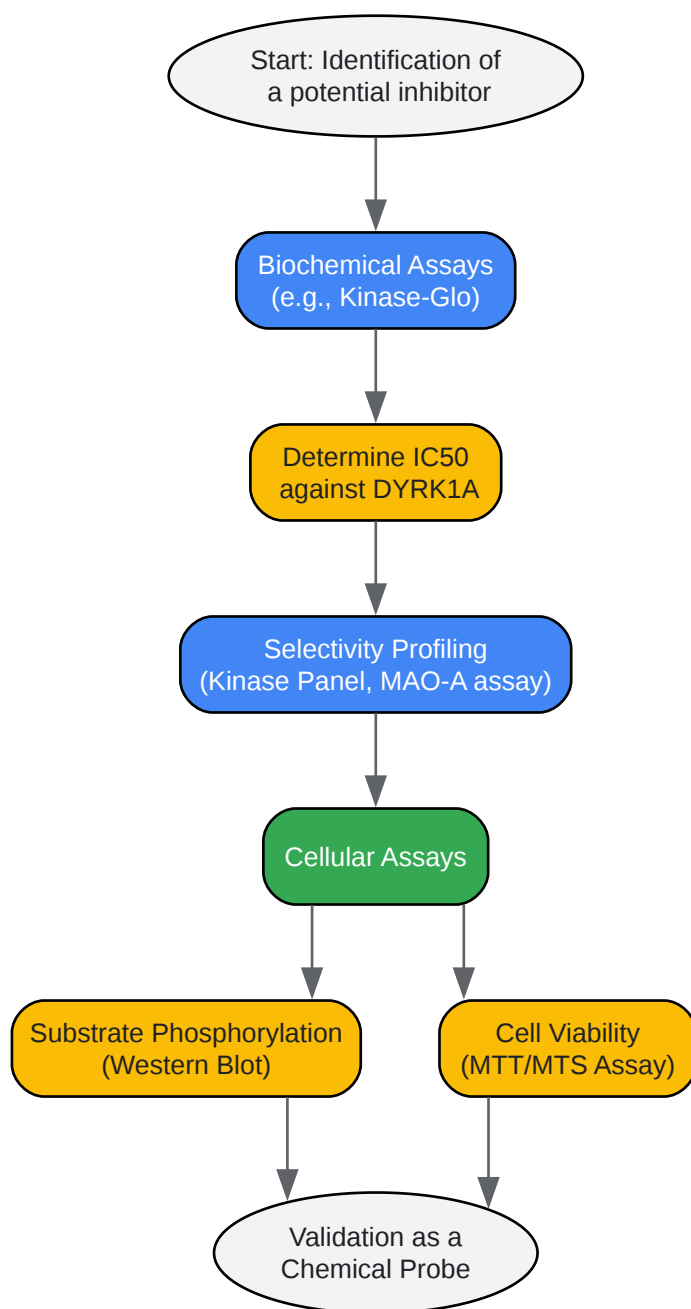 Start: Identification of
a potential inhibitor
Biochemical Assays
(e.g., Kinase-Glo)
Determine IC50
against DYRK1A
Selectivity Profiling
(Kinase Panel, MAO-A assay)
Cellular Assays
Substrate Phosphorylation
(Western Blot)
Cell Viability
(MTT/MTS Assay)
Validation as a
Chemical Probe